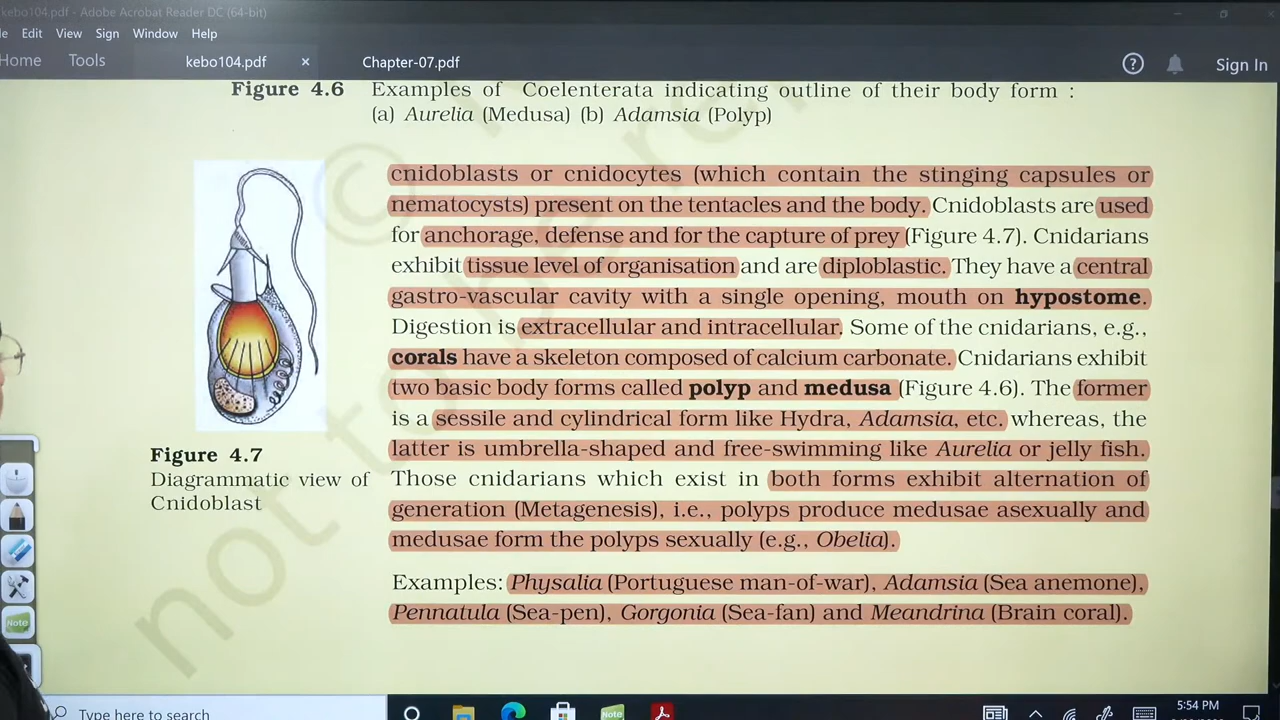 kebo104.pdf - Adobe Acrobat Reader DC (64-bit)
Edit View Sign Window Help
Home Tools kebo104.pdf × Chapter-07.pdf ? Sign In
Figure 4.6 Examples of Coelenterata indicating outline of their body form :
(a) Aurelia (Medusa) (b) Adamsia (Polyp)
cnidoblasts or cnidocytes (which contain the stinging capsules or
nematocysts) present on the tentacles and the body. Cnidoblasts are used
for anchorage, defense and for the capture of prey (Figure 4.7). Cnidarians
exhibit tissue level of organisation and are diploblastic. They have a central
gastro-vascular cavity with a single opening, mouth on hypostome.
Digestion is extracellular and intracellular. Some of the cnidarians, e.g.,
corals have a skeleton composed of calcium carbonate. Cnidarians exhibit
two basic body forms called polyp and medusa (Figure 4.6). The former
is a sessile and cylindrical form like Hydra, Adamsia, etc. whereas, the
latter is umbrella-shaped and free-swimming like Aurelia or jelly fish.
Those cnidarians which exist in both forms exhibit alternation of
generation (Metagenesis), i.e., polyps produce medusae asexually and
medusae form the polyps sexually (e.g., Obelia).
Examples: Physalia (Portuguese man-of-war), Adamsia (Sea anemone),
Pennatula (Sea-pen), Gorgonia (Sea-fan) and Meandrina (Brain coral).
Figure 4.7
Diagrammatic view of
Cnidoblast
©
not to be re
Note
Type here to search
Note
5:54 PM